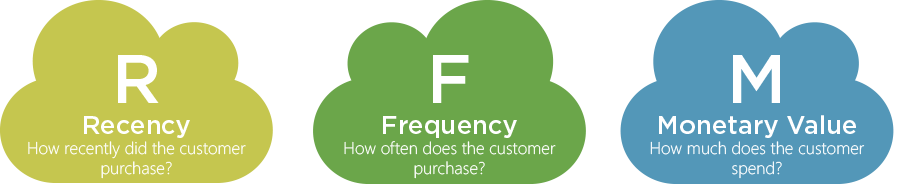 R
Recency
How recently did the customer
purchase?
F
Frequency
How often does the customer
purchase?
M
Monetary Value
How much does the customer
spend?